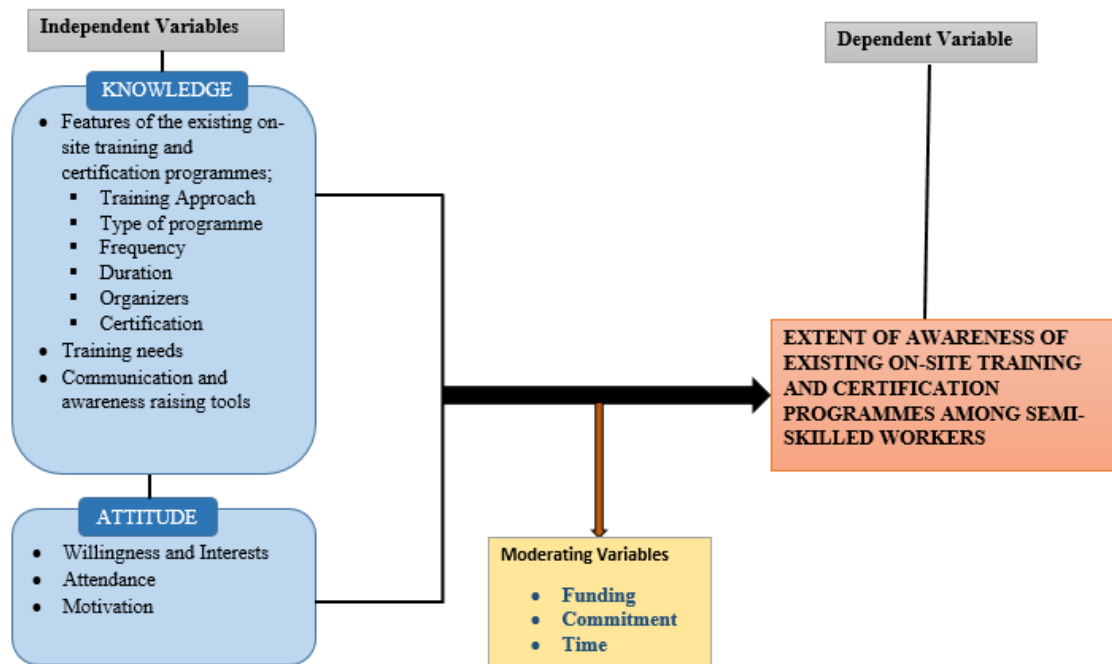 Independent Variables
Dependent Variable
KNOWLEDGE
● Features of the existing on-
site training and
certification programmes;
▪ Training Approach
▪ Type of programme
▪ Frequency
▪ Duration
▪ Organizers
▪ Certification
● Training needs
● Communication and
awareness raising tools
ATTITUDE
● Willingness and Interests
● Attendance
● Motivation
EXTENT OF AWARENESS OF
EXISTING ON-SITE TRAINING
AND CERTIFICATION
PROGRAMMES AMONG SEMI-
SKILLED WORKERS
Moderating Variables
● Funding
● Commitment
● Time